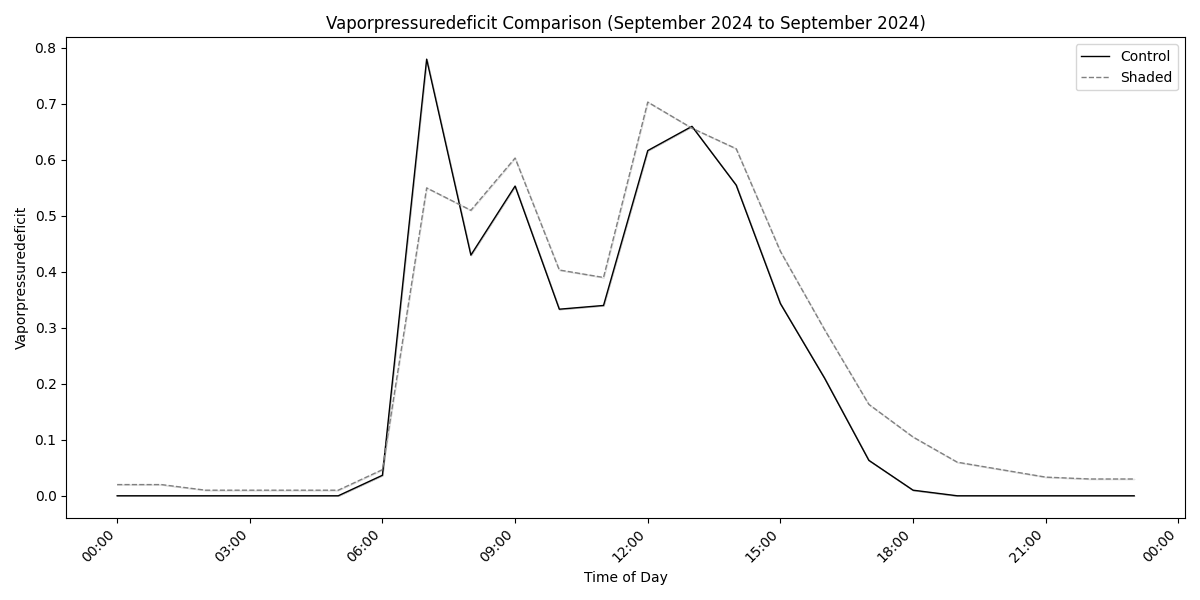 Vaporpressuredeficit Comparison (September 2024 to September 2024)
Control
Shaded
Vaporpressuredeficit
0.8
0.7
0.6
0.5
0.4
0.3
0.2
0.1
0.0
00:00 03:00 06:00 09:00 12:00 15:00 18:00 21:00 00:00
Time of Day